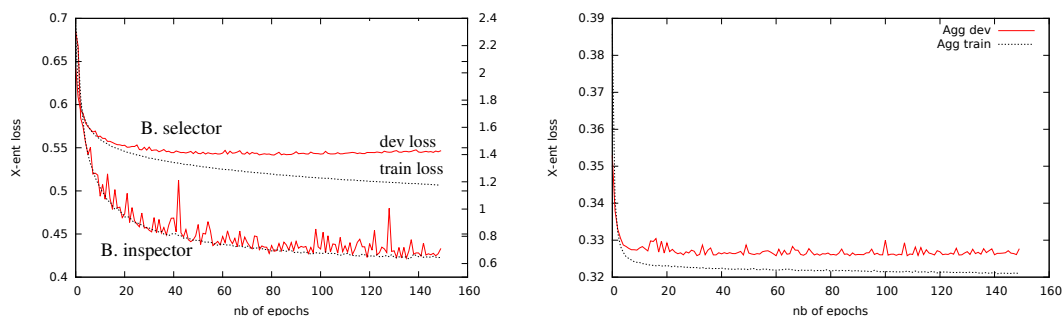 0.7
0.65
0.6
0.55
0.5
0.45
0.4
X-ent loss
2.4
2.2
2
1.8
1.6
1.4
1.2
1
0.8
0.6
B. selector
dev loss
train loss
B. inspector
0 20 40 60 80 100 120 140 160
nb of epochs
0.39
0.38
0.37
0.36
0.35
0.34
0.33
0.32
X-ent loss
Agg dev
Agg train
0 20 40 60 80 100 120 140 160
nb of epochs